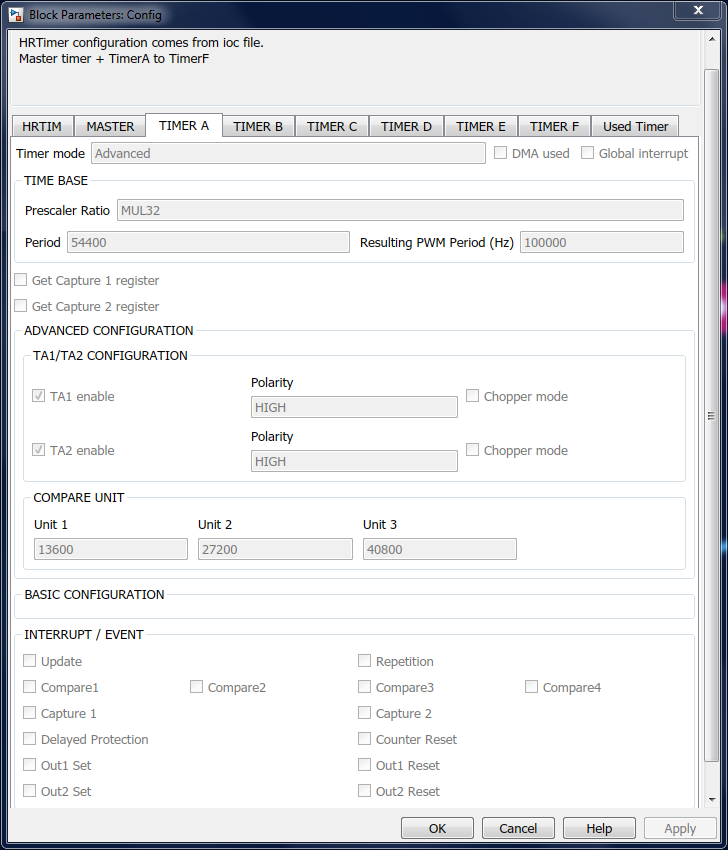 Block Parameters: Config
HRTimer configuration comes from ioc file.
Master timer + TimerA to TimerF
HRTIM MASTER TIMER A TIMER B TIMER C TIMER D TIMER E TIMER F Used Timer
Timer mode Advanced DMA used Global interrupt
TIME BASE
Prescaler Ratio MUL32
Period 54400 Resulting PWM Period (Hz) 100000
Get Capture 1 register
Get Capture 2 register
ADVANCED CONFIGURATION
TA1/TA2 CONFIGURATION
Polarity
TA1 enable HIGH Chopper mode
Polarity
TA2 enable HIGH Chopper mode
COMPARE UNIT
Unit 1 Unit 2 Unit 3
13600 27200 40800
BASIC CONFIGURATION
INTERRUPT / EVENT
Update Repetition
Compare1 Compare2 Compare3 Compare4
Capture 1 Capture 2
Delayed Protection Counter Reset
Out1 Set Out1 Reset
Out2 Set Out2 Reset
OK Cancel Help Apply